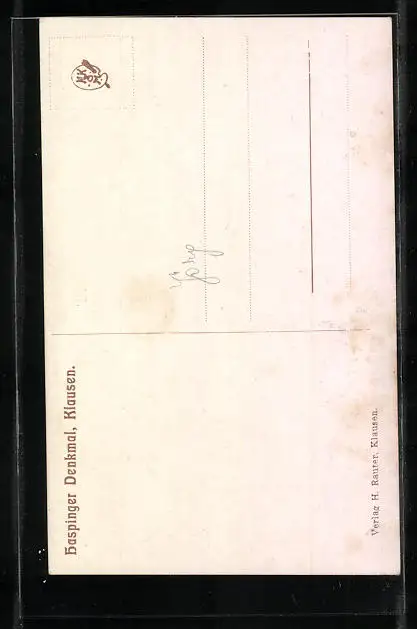 Haspinger Denkmal, Klausen.
Verlag H. Rauter, Klausen.